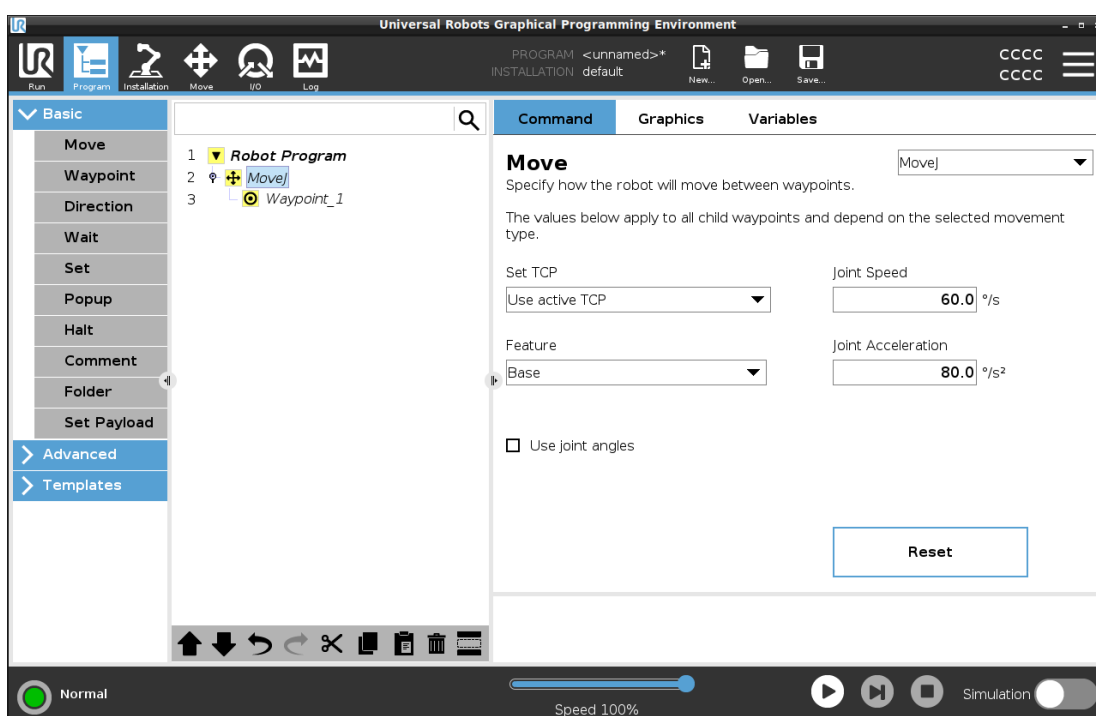 Universal Robots Graphical Programming Environment
UR
Run Program Installation Move I/O Log
PROGRAM <unnamed>*
INSTALLATION default
New... Open... Save...
CCCC
CCCC
Basic
Move
Waypoint
Direction
Wait
Set
Popup
Halt
Comment
Folder
Set Payload
Advanced
Templates
1 Robot Program
2 MoveJ
3 Waypoint_1
Command Graphics Variables
Move
MoveJ
Specify how the robot will move between waypoints.
The values below apply to all child waypoints and depend on the selected movement
type.
Set TCP
Joint Speed
Use active TCP
60.0 °/s
Feature
Joint Acceleration
Base
80.0 °/s²
Use joint angles
Reset
Normal
Speed 100%
Simulation